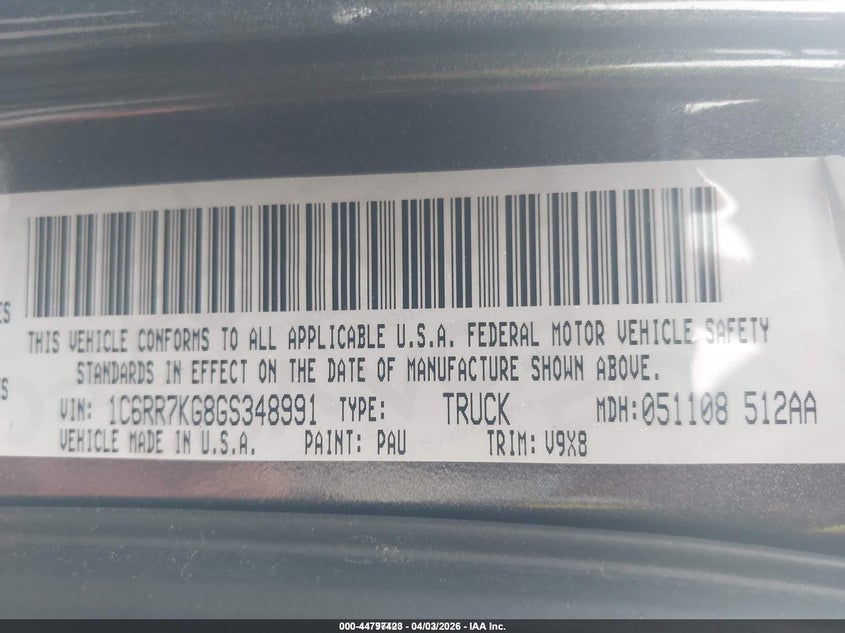 ES
THIS VEHICLE CONFORMS TO ALL APPLICABLE U.S.A. FEDERAL MOTOR VEHICLE SAFETY
STANDARDS IN EFFECT ON THE DATE OF MANUFACTURE SHOWN ABOVE.
S
VIN: 1C6RR7KG8GS348991 TYPE: TRUCK MDH:051108 512AA
VEHICLE MADE IN U.S.A. PAINT: PAU TRIM: V9X8
04/03/2026 - IAA Inc.